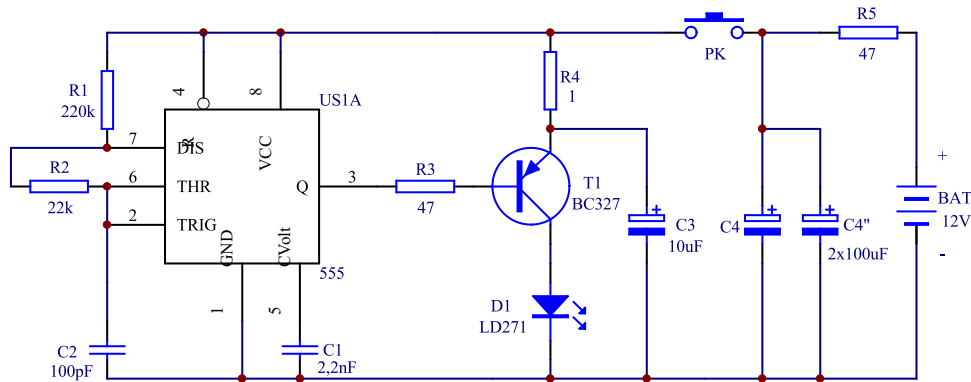 R5
47
PK
R4
1
R1
220k
4
8
US1A
R
VCC
7
DIS
R2
22k
6
THR
Q
3
R3
47
T1
BC327
2
TRIG
GND
CVolt
555
1
5
C3
10uF
C4
C4"
2x100uF
+
BAT
12V
-
D1
LD271
C2
100pF
C1
2,2nF
+
+
+